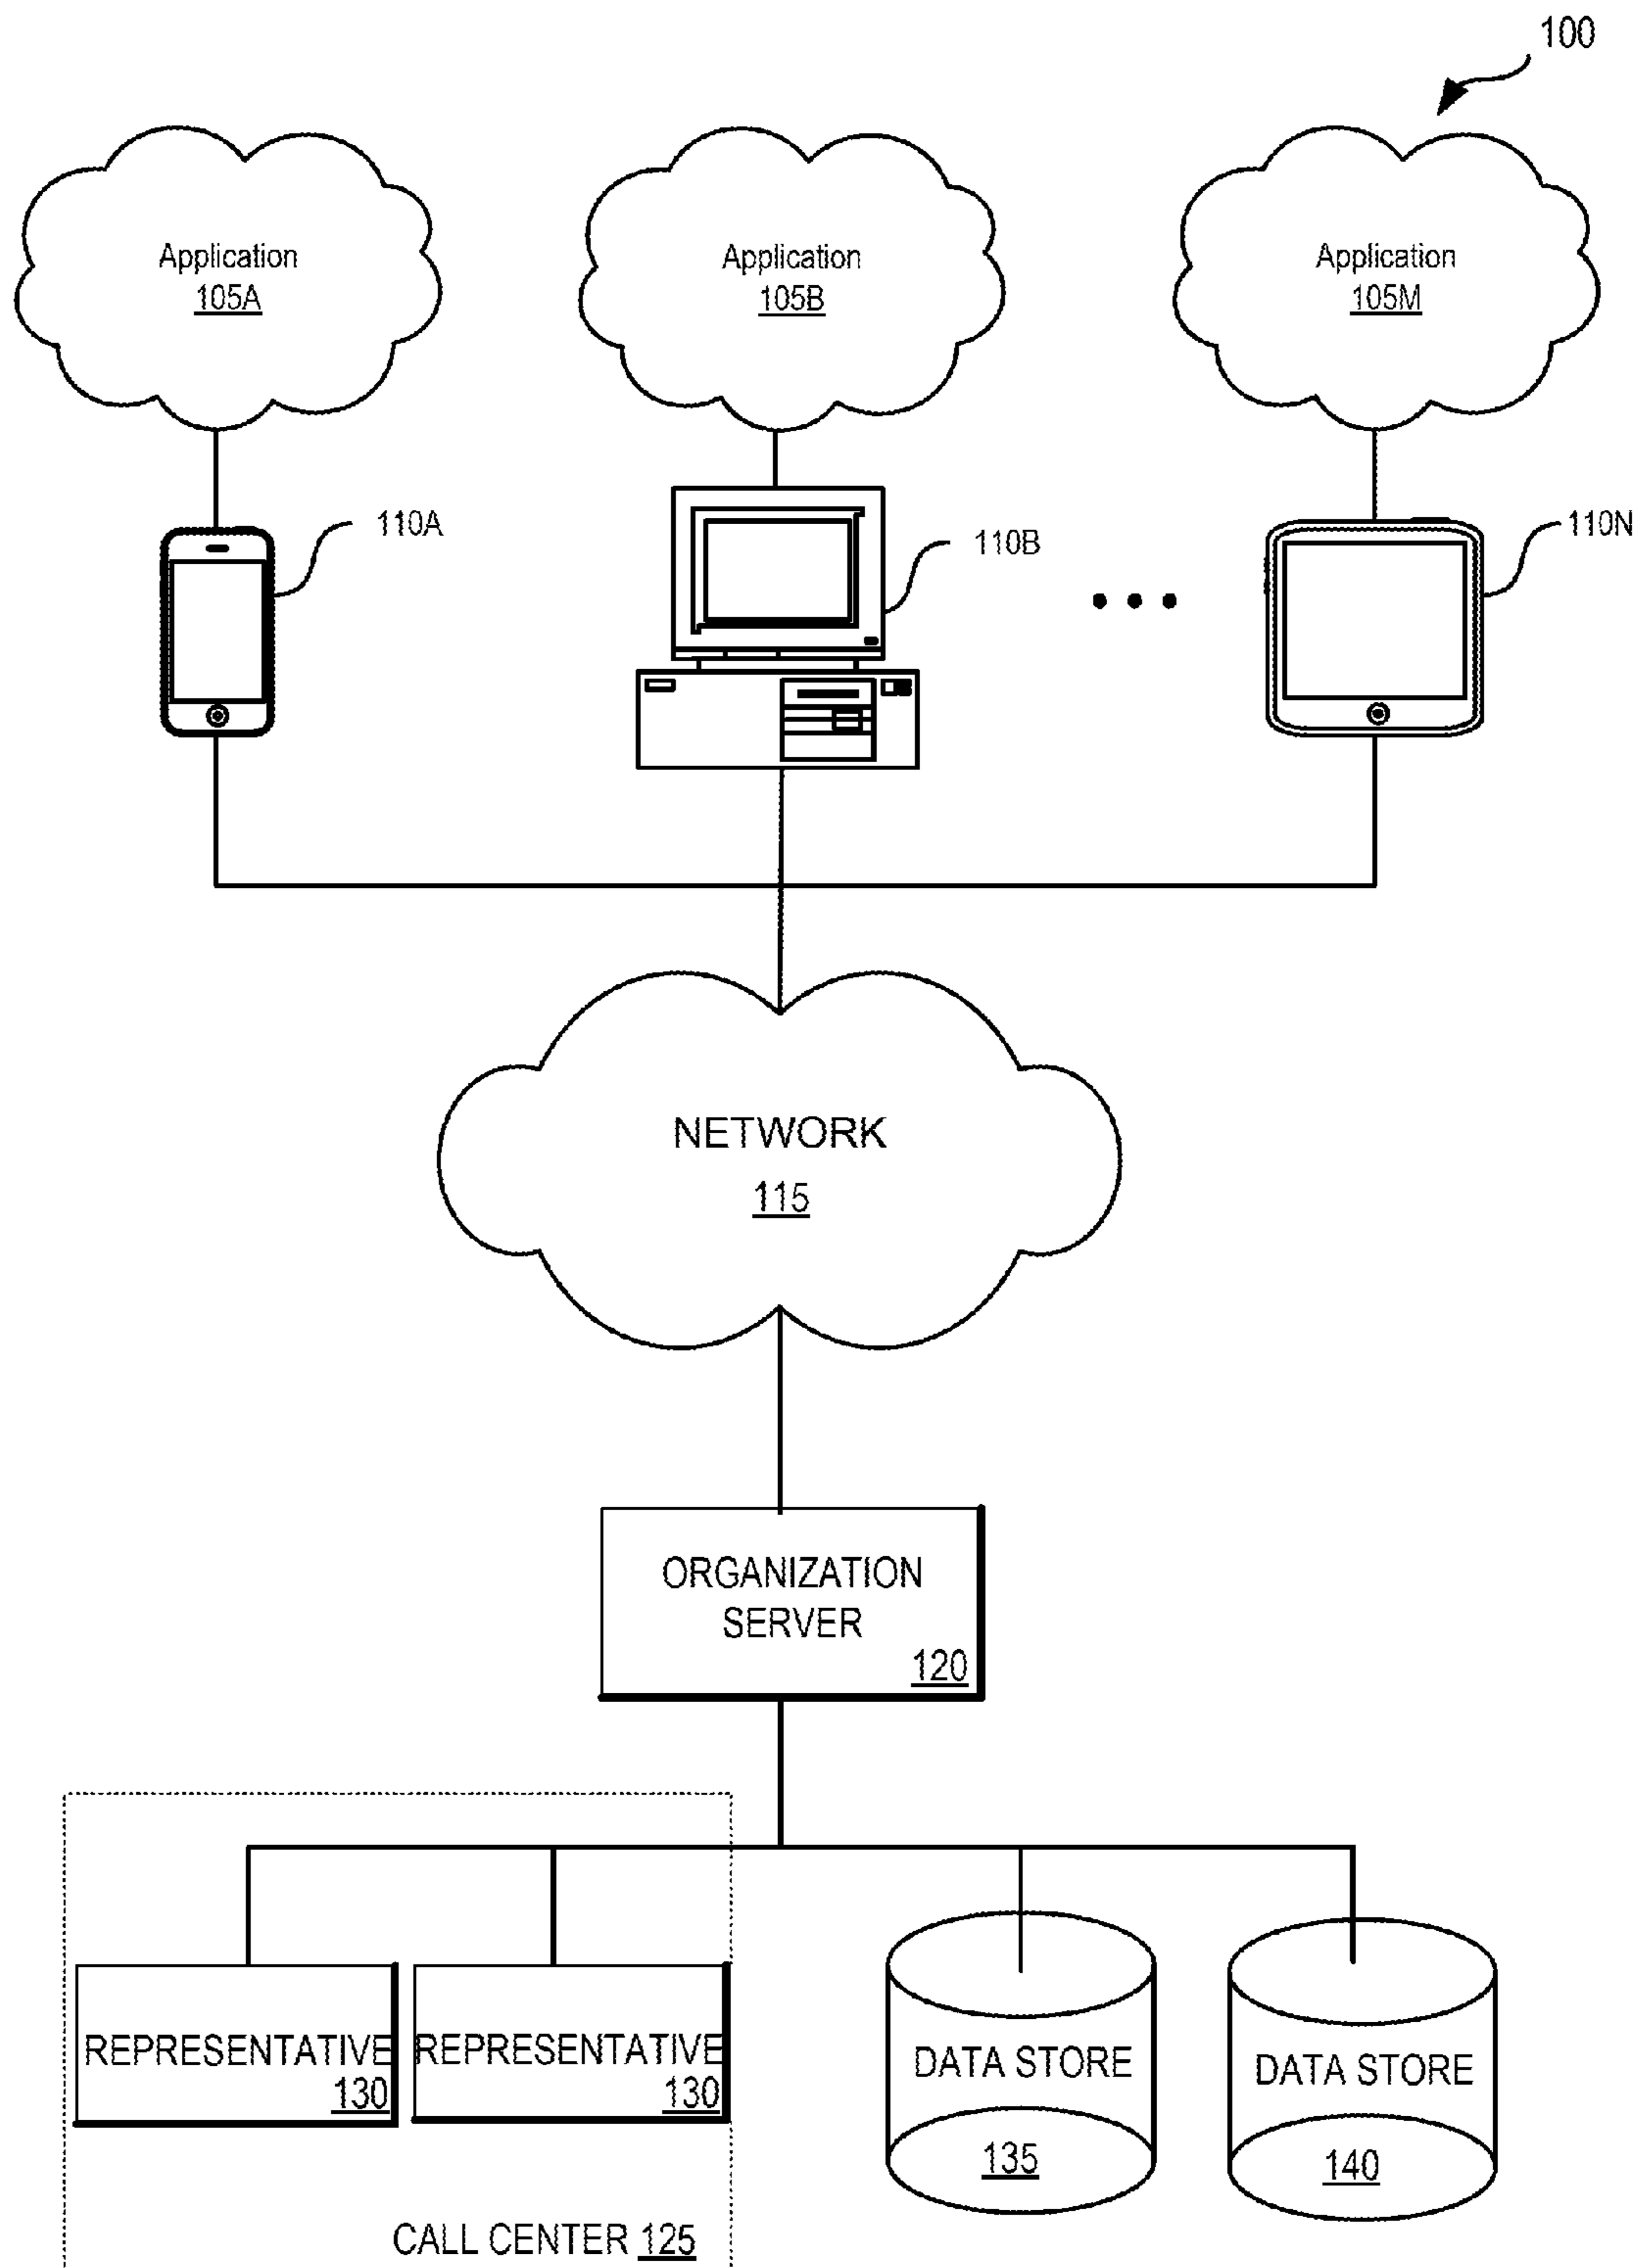 100
Application
105A
Application
105B
Application
105M
110A
110B
110N
NETWORK
115
ORGANIZATION
SERVER
120
REPRESENTATIVE
130
REPRESENTATIVE
130
DATA STORE
135
DATA STORE
140
CALL CENTER 125